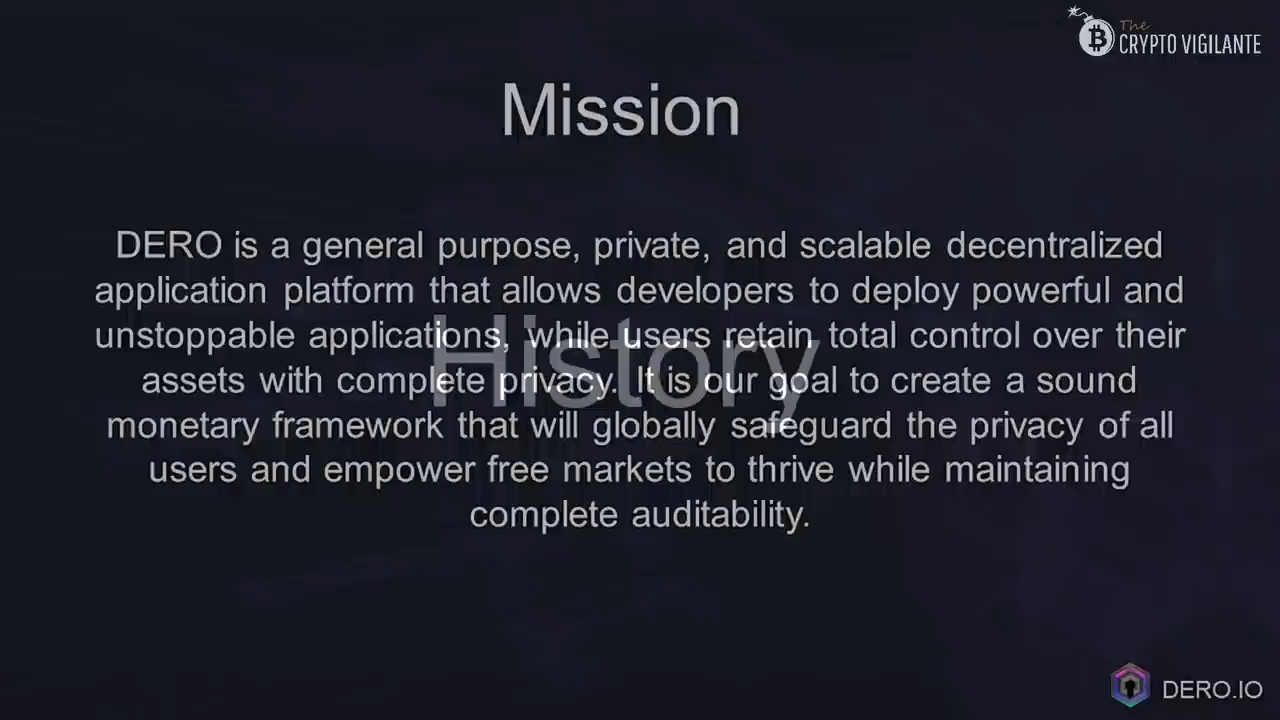 The
CRYPTO VIGILANTE
Mission
DERO is a general purpose, private, and scalable decentralized
application platform that allows developers to deploy powerful and
unstoppable applications, while users retain total control over their
assets with complete privacy. It is our goal to create a sound
History
monetary framework that will globally safeguard the privacy of all
users and empower free markets to thrive while maintaining
complete auditability.
DERO.IO